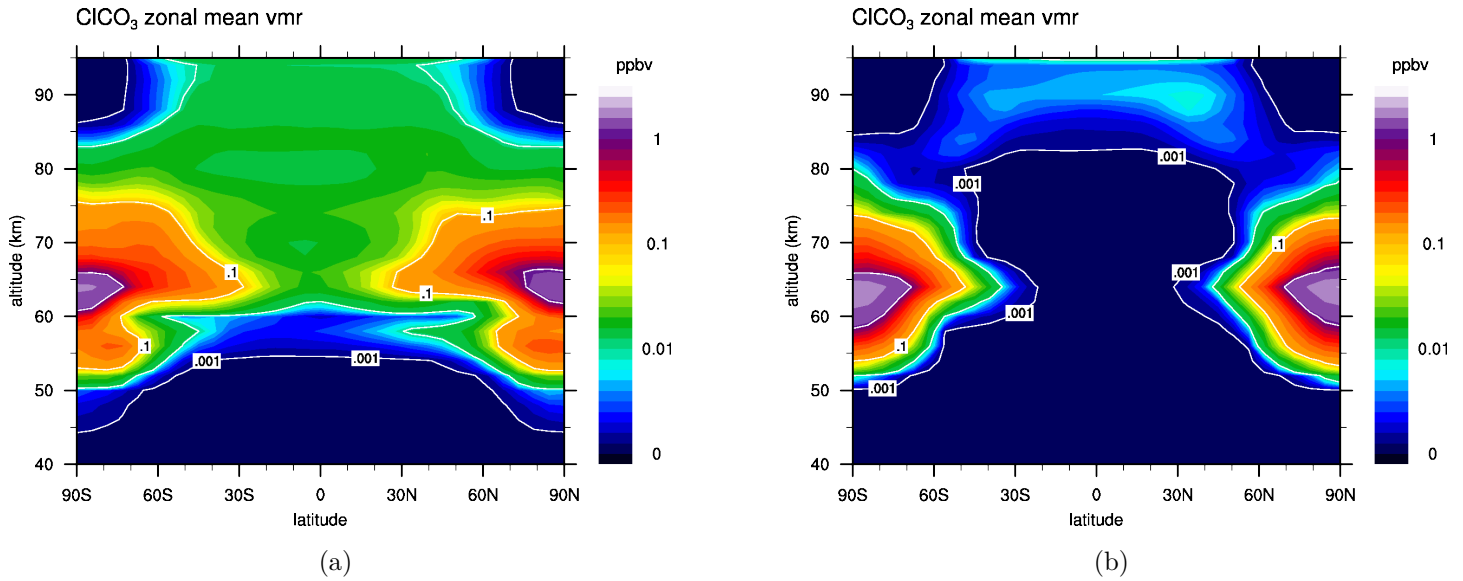 ClCO₃ zonal mean vmr
90
80
70
60
50
40
altitude (km)
90S 60S 30S 0 30N 60N 90N
latitude
.1
.1
.1
.1
.001
.001
ppbv
1
0.1
0.01
0
(a)
ClCO₃ zonal mean vmr
90
80
70
60
50
40
altitude (km)
90S 60S 30S 0 30N 60N 90N
latitude
.001
.001
.1
.001
.001
.1
.001
ppbv
1
0.1
0.01
0
(b)